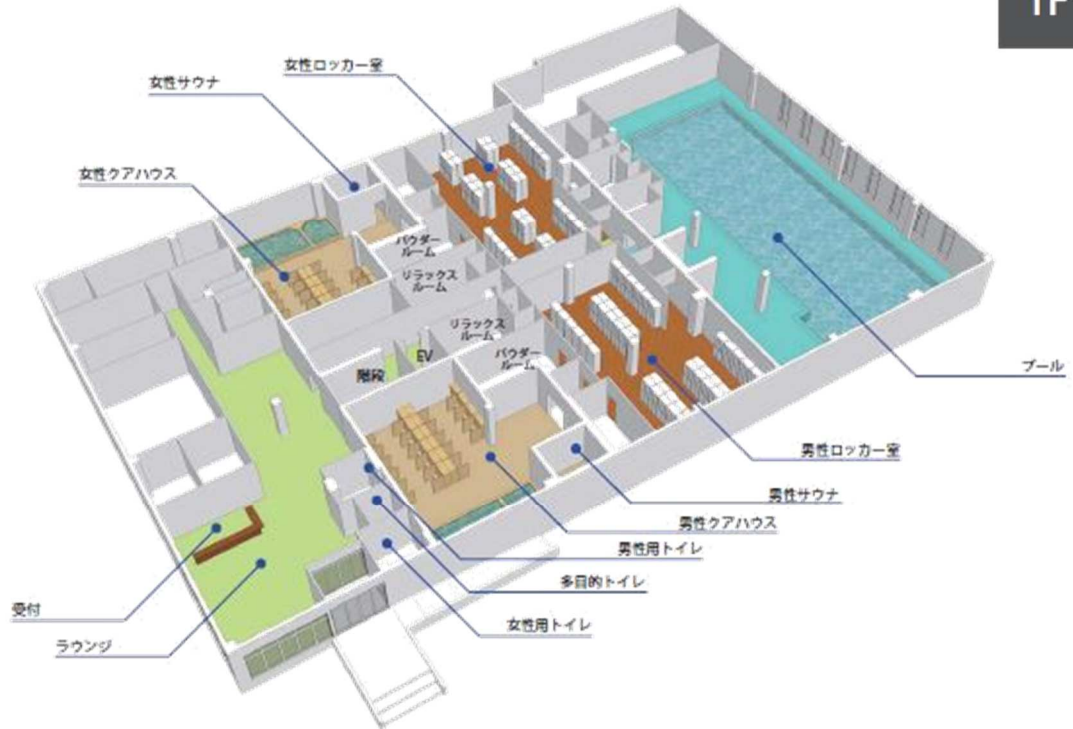 1F
女性ロッカー室
女性サウナ
女性クアハウス
パウダー
ルーム
リラックス
ルーム
リラックス
ルーム
パウダー
ルーム
EV
階段
プール
男性ロッカー室
男性サウナ
男性クアハウス
男性用トイレ
多目的トイレ
女性用トイレ
受付
ラウンジ